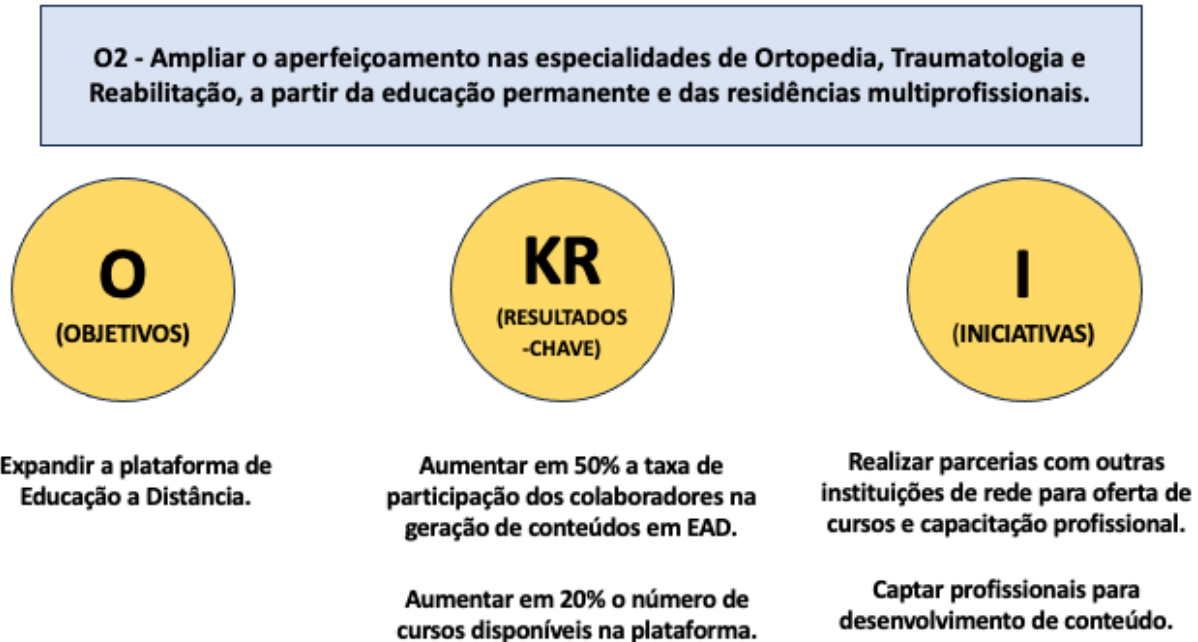 O2 - Ampliar o aperfeiçoamento nas especialidades de Ortopedia, Traumatologia e
Reabilitação, a partir da educação permanente e das residências multiprofissionais.
O
(OBJETIVOS)
KR
(RESULTADOS
-CHAVE)
I
(INICIATIVAS)
Expandir a plataforma de
Educação a Distância.
Aumentar em 50% a taxa de
participação dos colaboradores na
geração de conteúdos em EAD.
Aumentar em 20% o número de
cursos disponíveis na plataforma.
Realizar parcerias com outras
instituições de rede para oferta de
cursos e capacitação profissional.
Captar profissionais para
desenvolvimento de conteúdo.